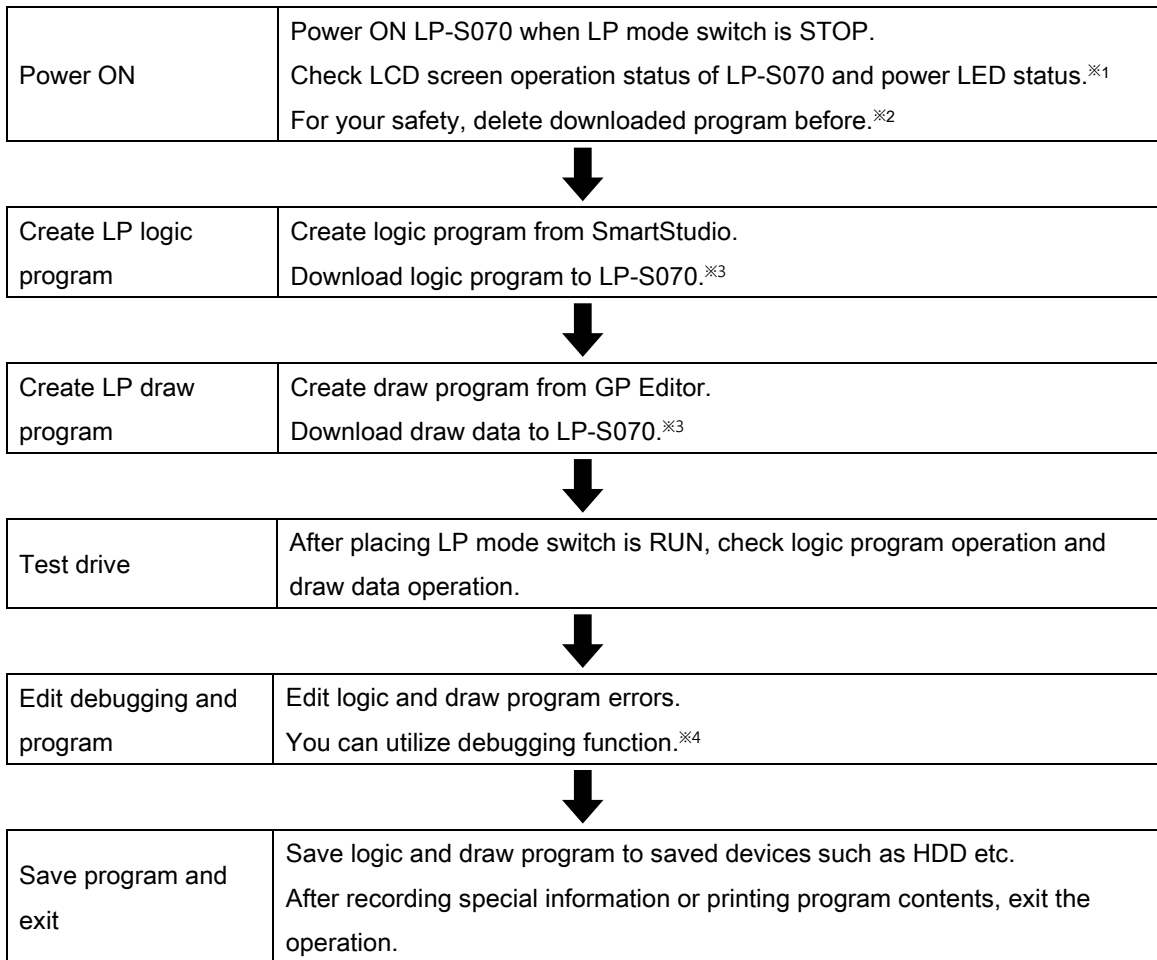 Power ON
Power ON LP-S070 when LP mode switch is STOP.
Check LCD screen operation status of LP-S070 and power LED status.※1
For your safety, delete downloaded program before.※2
Create LP logic
program
Create logic program from SmartStudio.
Download logic program to LP-S070.※3
Create LP draw
program
Create draw program from GP Editor.
Download draw data to LP-S070.※3
Test drive
After placing LP mode switch is RUN, check logic program operation and
draw data operation.
Edit debugging and
program
Edit logic and draw program errors.
You can utilize debugging function.※4
Save program and
exit
Save logic and draw program to saved devices such as HDD etc.
After recording special information or printing program contents, exit the
operation.